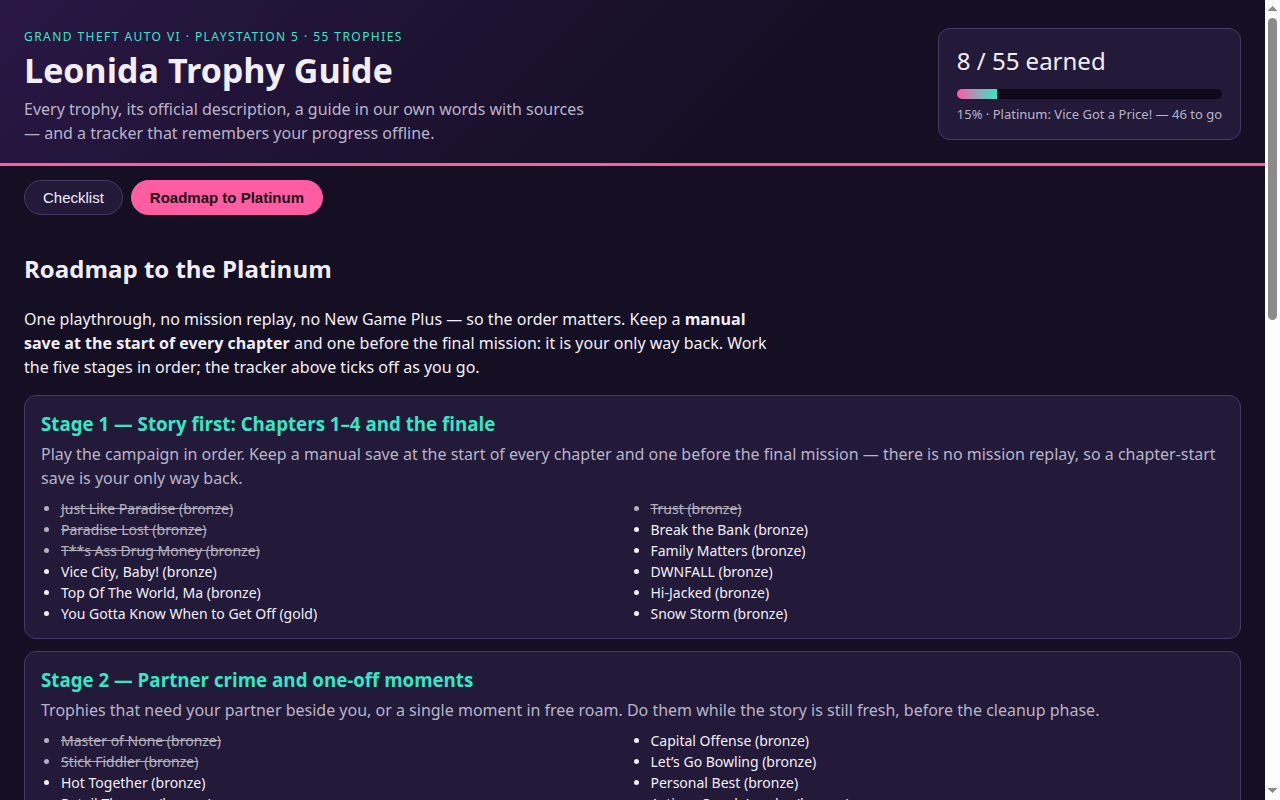 GRAND THEFT AUTO VI · PLAYSTATION 5 · 55 TROPHIES
Leonida Trophy Guide
Every trophy, its official description, a guide in our own words with sources
— and a tracker that remembers your progress offline.
8 / 55 earned
15% · Platinum: Vice Got a Price! — 46 to go
Checklist
Roadmap to Platinum
Roadmap to the Platinum
One playthrough, no mission replay, no New Game Plus — so the order matters. Keep a manual
save at the start of every chapter and one before the final mission: it is your only way back. Work
the five stages in order; the tracker above ticks off as you go.
Stage 1 — Story first: Chapters 1–4 and the finale
Play the campaign in order. Keep a manual save at the start of every chapter and one before the final mission — there is no mission replay, so a chapter-start
save is your only way back.
Just Like Paradise (bronze)
Paradise Lost (bronze)
T**s Ass Drug Money (bronze)
Vice City, Baby! (bronze)
Top Of The World, Ma (bronze)
You Gotta Know When to Get Off (gold)
Trust (bronze)
Break the Bank (bronze)
Family Matters (bronze)
DWNFALL (bronze)
Hi-Jacked (bronze)
Snow Storm (bronze)
Stage 2 — Partner crime and one-off moments
Trophies that need your partner beside you, or a single moment in free roam. Do them while the story is still fresh, before the cleanup phase.
Master of None (bronze)
Stick Fiddler (bronze)
Hot Together (bronze)
Capital Offense (bronze)
Let's Go Bowling (bronze)
Personal Best (bronze)